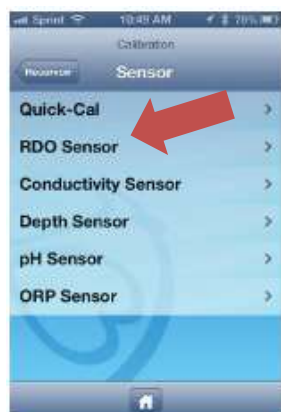 Sprint 10:49 AM
Calibration
Sensor
Quick-Cal
RDO Sensor
Conductivity Sensor
Depth Sensor
pH Sensor
ORP Sensor